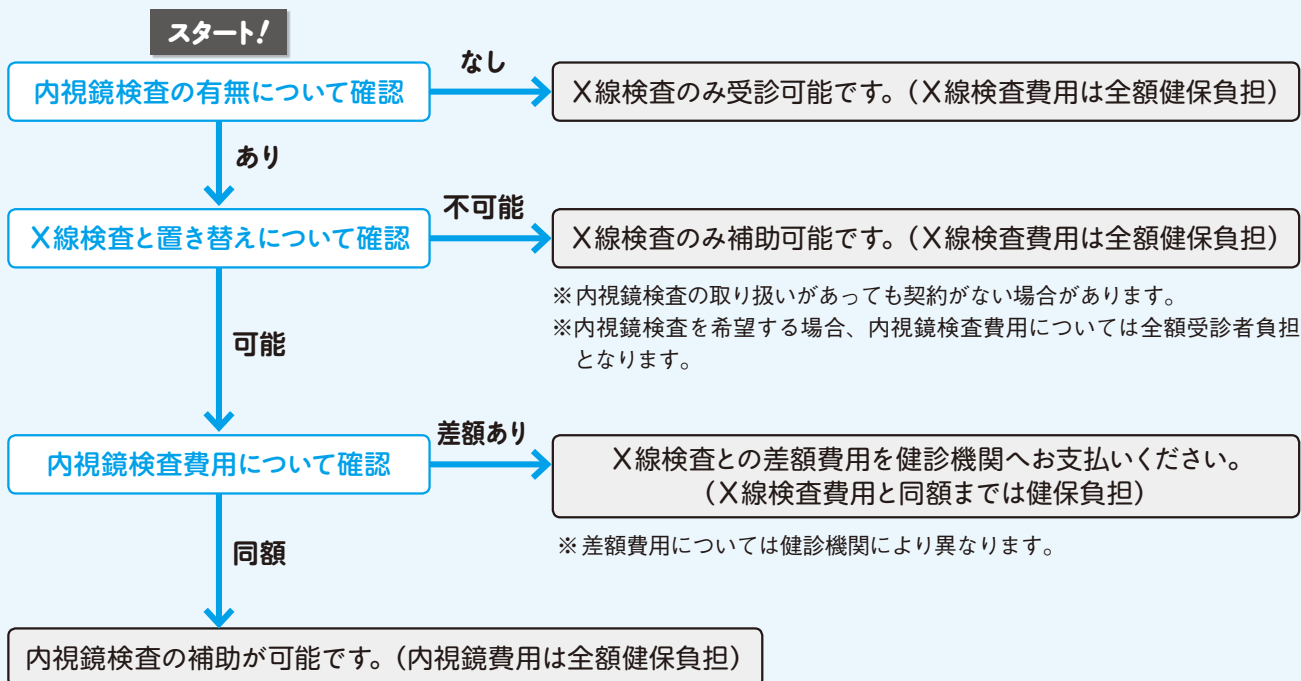 スタート!
内視鏡検査の有無について確認
なし
X線検査のみ受診可能です。（X線検査費用は全額健保負担）
あり
X線検査と置き替えについて確認
不可能
X線検査のみ補助可能です。（X線検査費用は全額健保負担）
※内視鏡検査の取り扱いがあっても契約がない場合があります。
※内視鏡検査を希望する場合、内視鏡検査費用については全額受診者負担
となります。
可能
内視鏡検査費用について確認
差額あり
X線検査との差額費用を健診機関へお支払いください。
（X線検査費用と同額までは健保負担）
※差額費用については健診機関により異なります。
同額
内視鏡検査の補助が可能です。（内視鏡費用は全額健保負担）